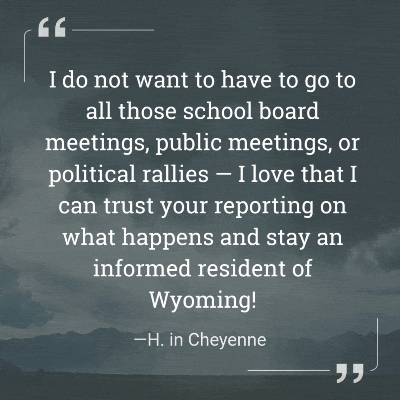 “
I do not want to have to go to
all those school board
meetings, public meetings, or
political rallies — I love that I
can trust your reporting on
what happens and stay an
informed resident of
Wyoming!
—H. in Cheyenne
”